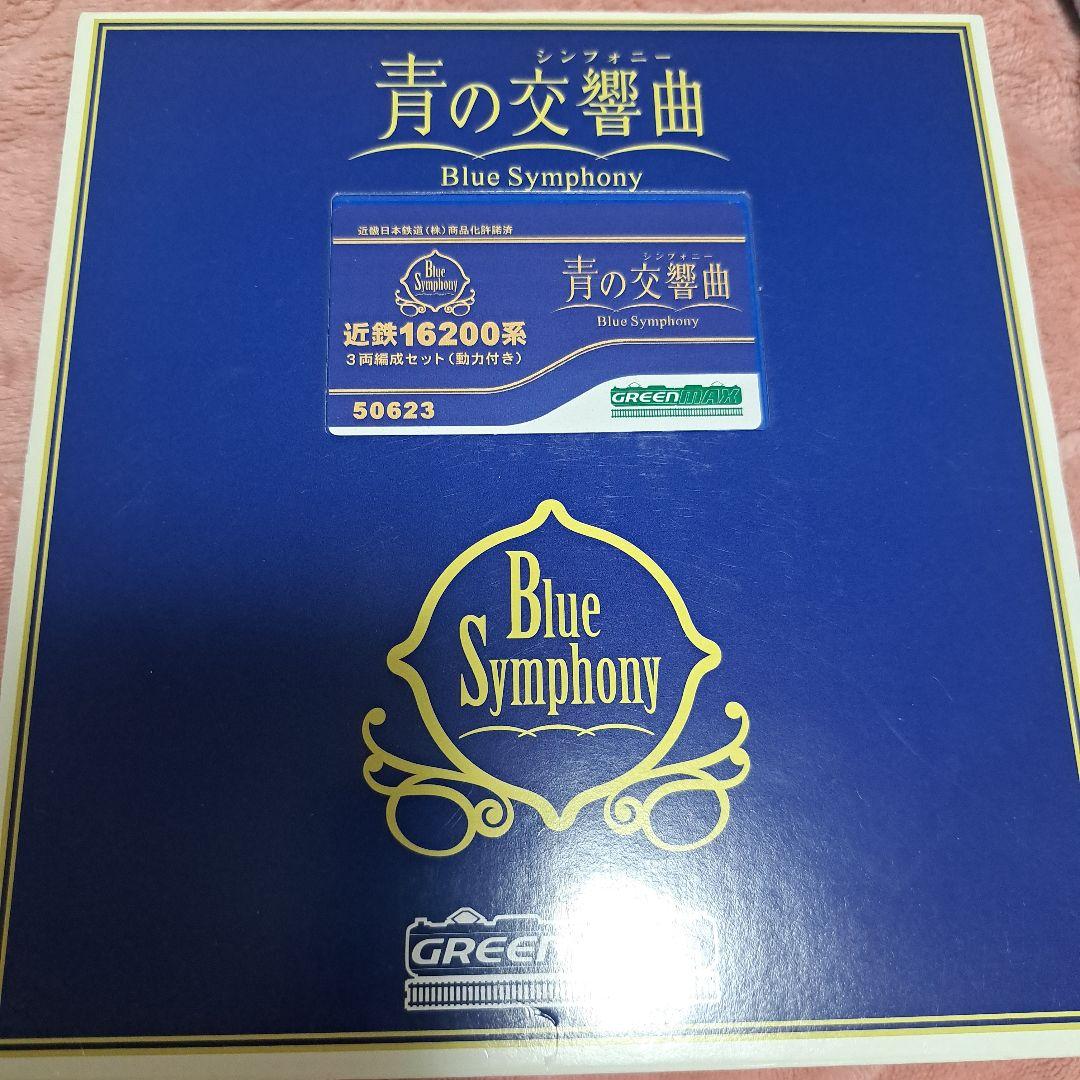 シンフォニー
青の交響曲
Blue Symphony
近畿日本鉄道(株)商品化許諾済
Blue
Symphony
シンフォニー
青の交響曲
Blue Symphony
近鉄16200系
3両編成セット(動力付き)
50623
GREENMAX
Blue
Symphony
GREEN